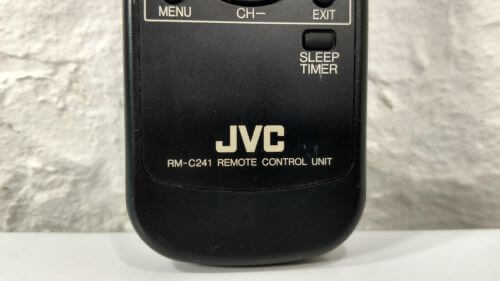 MENU CH− EXIT
SLEEP
TIMER
JVC
RM-C241 REMOTE CONTROL UNIT